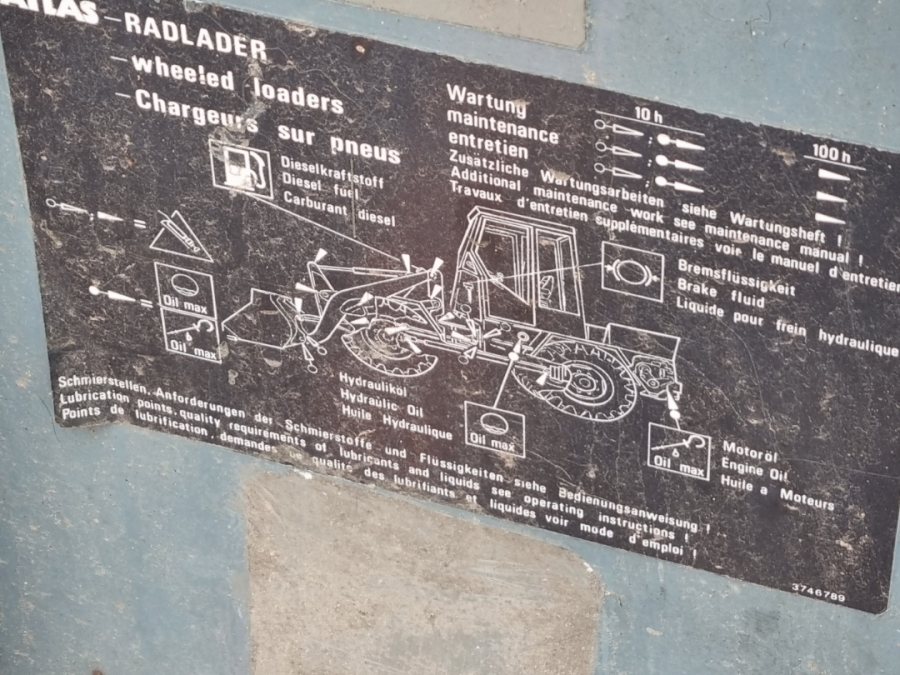 ATLAS-RADLADER
-wheeled loaders
-Chargeurs sur pneus
Dieselkraftstoff
Diesel fuel
Carburant diesel
Wartung
maintenance
entretien
10 h
100 h
Zusätzliche Wartungsarbeiten siehe Wartungsheft !
Additional maintenance work see maintenance manual !
Travaux d'entretien supplémentaires voir le manuel d'entretien
Bremsflüssigkeit
Brake fluid
Liquide pour frein hydraulique
Oil max
Oil max
Hydrauliköl
Hydraulic Oil
Huile Hydraulique
Oil max
Oil max
Motoröl
Engine Oil
Huile a Moteurs
Schmierstellen, Anforderungen der Schmierstoffe und Flüssigkeiten siehe Bedienungsanweisung !
Lubrication points, quality requirements of lubricants and liquids see operating instructions !
Points de lubrification, demandes de qualité des lubrifiants et liquides voir mode d'emploi !
3746789